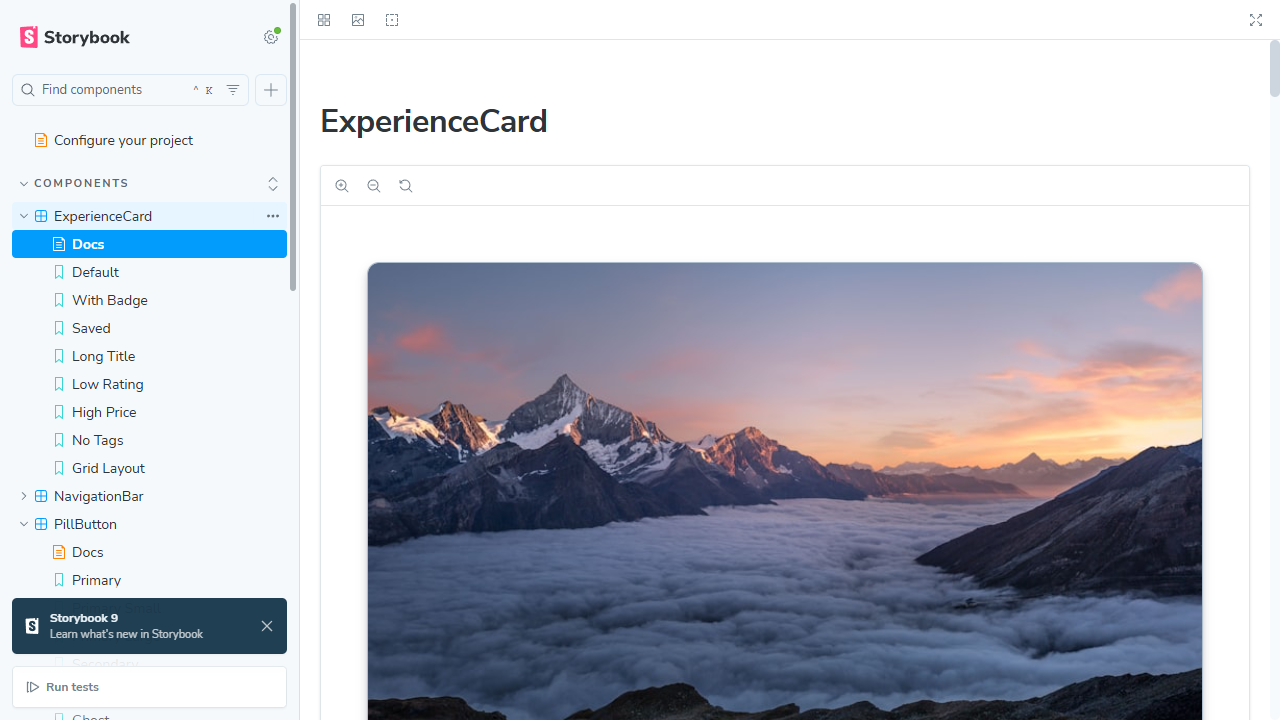 Storybook
Find components
^ K
Configure your project
COMPONENTS
ExperienceCard
Docs
Default
With Badge
Saved
Long Title
Low Rating
High Price
No Tags
Grid Layout
NavigationBar
PillButton
Docs
Primary
Storybook 9
Learn what's new in Storybook
Secondary
Run tests
Ghost
ExperienceCard